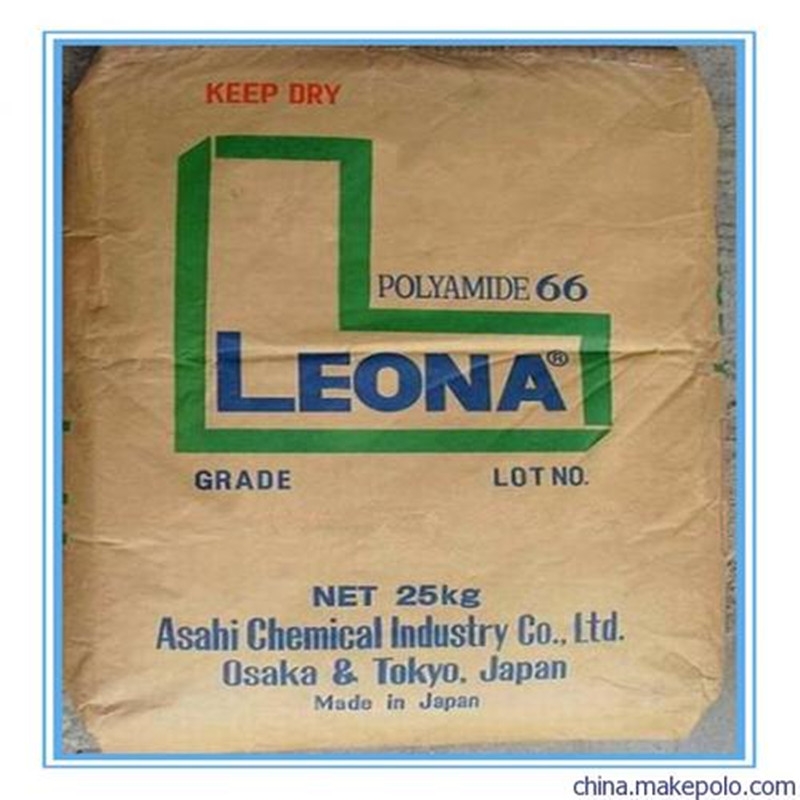 KEEP DRY
POLYAMIDE 66
LEONA®
GRADE LOT NO.
NET 25kg
Asahi Chemical Industry Co., Ltd.
Osaka & Tokyo, Japan
Made in Japan
china.makepolo.com